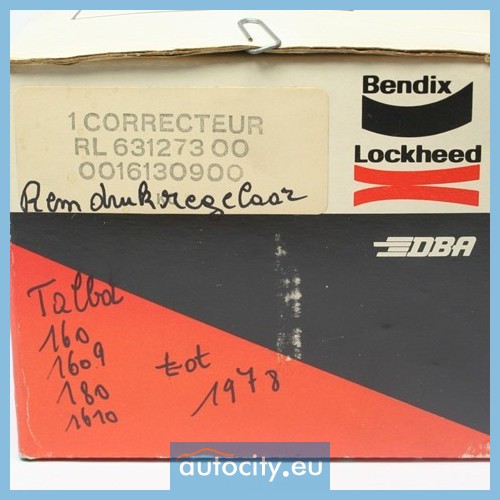 Bendix
Lockheed
DBA
1 CORRECTEUR
RL 631273 00
0016130900
Remdrukregelaar
Talbot
160
1609
180
1610
tot
1978
autocity.eu